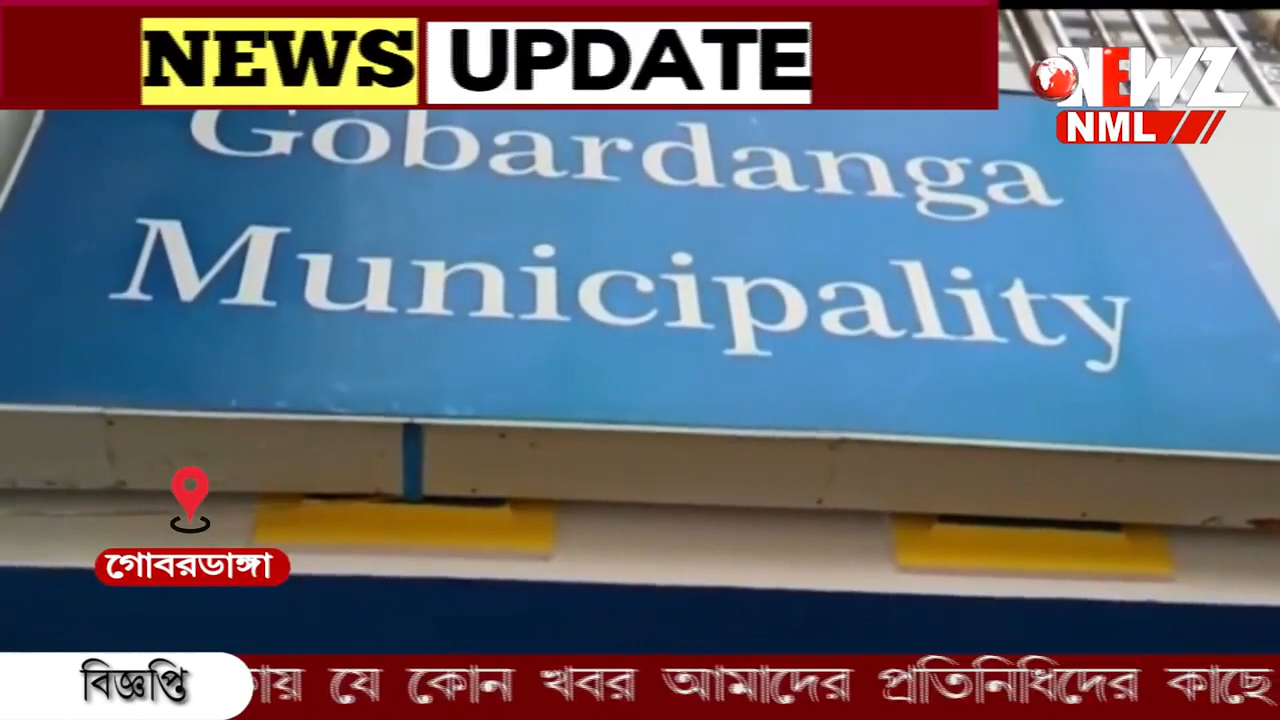 NEWS UPDATE
NEWZ
NML
Gobardanga
Municipality
গোবরডাঙ্গা
বিজ্ঞপ্তি
যে কোন খবর আমাদের প্রতিনিধিদের কাছে